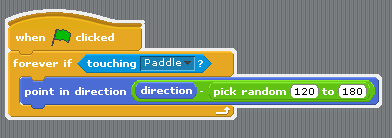 when clicked
forever if touching Paddle ?
point in direction direction - pick random 120 to 180